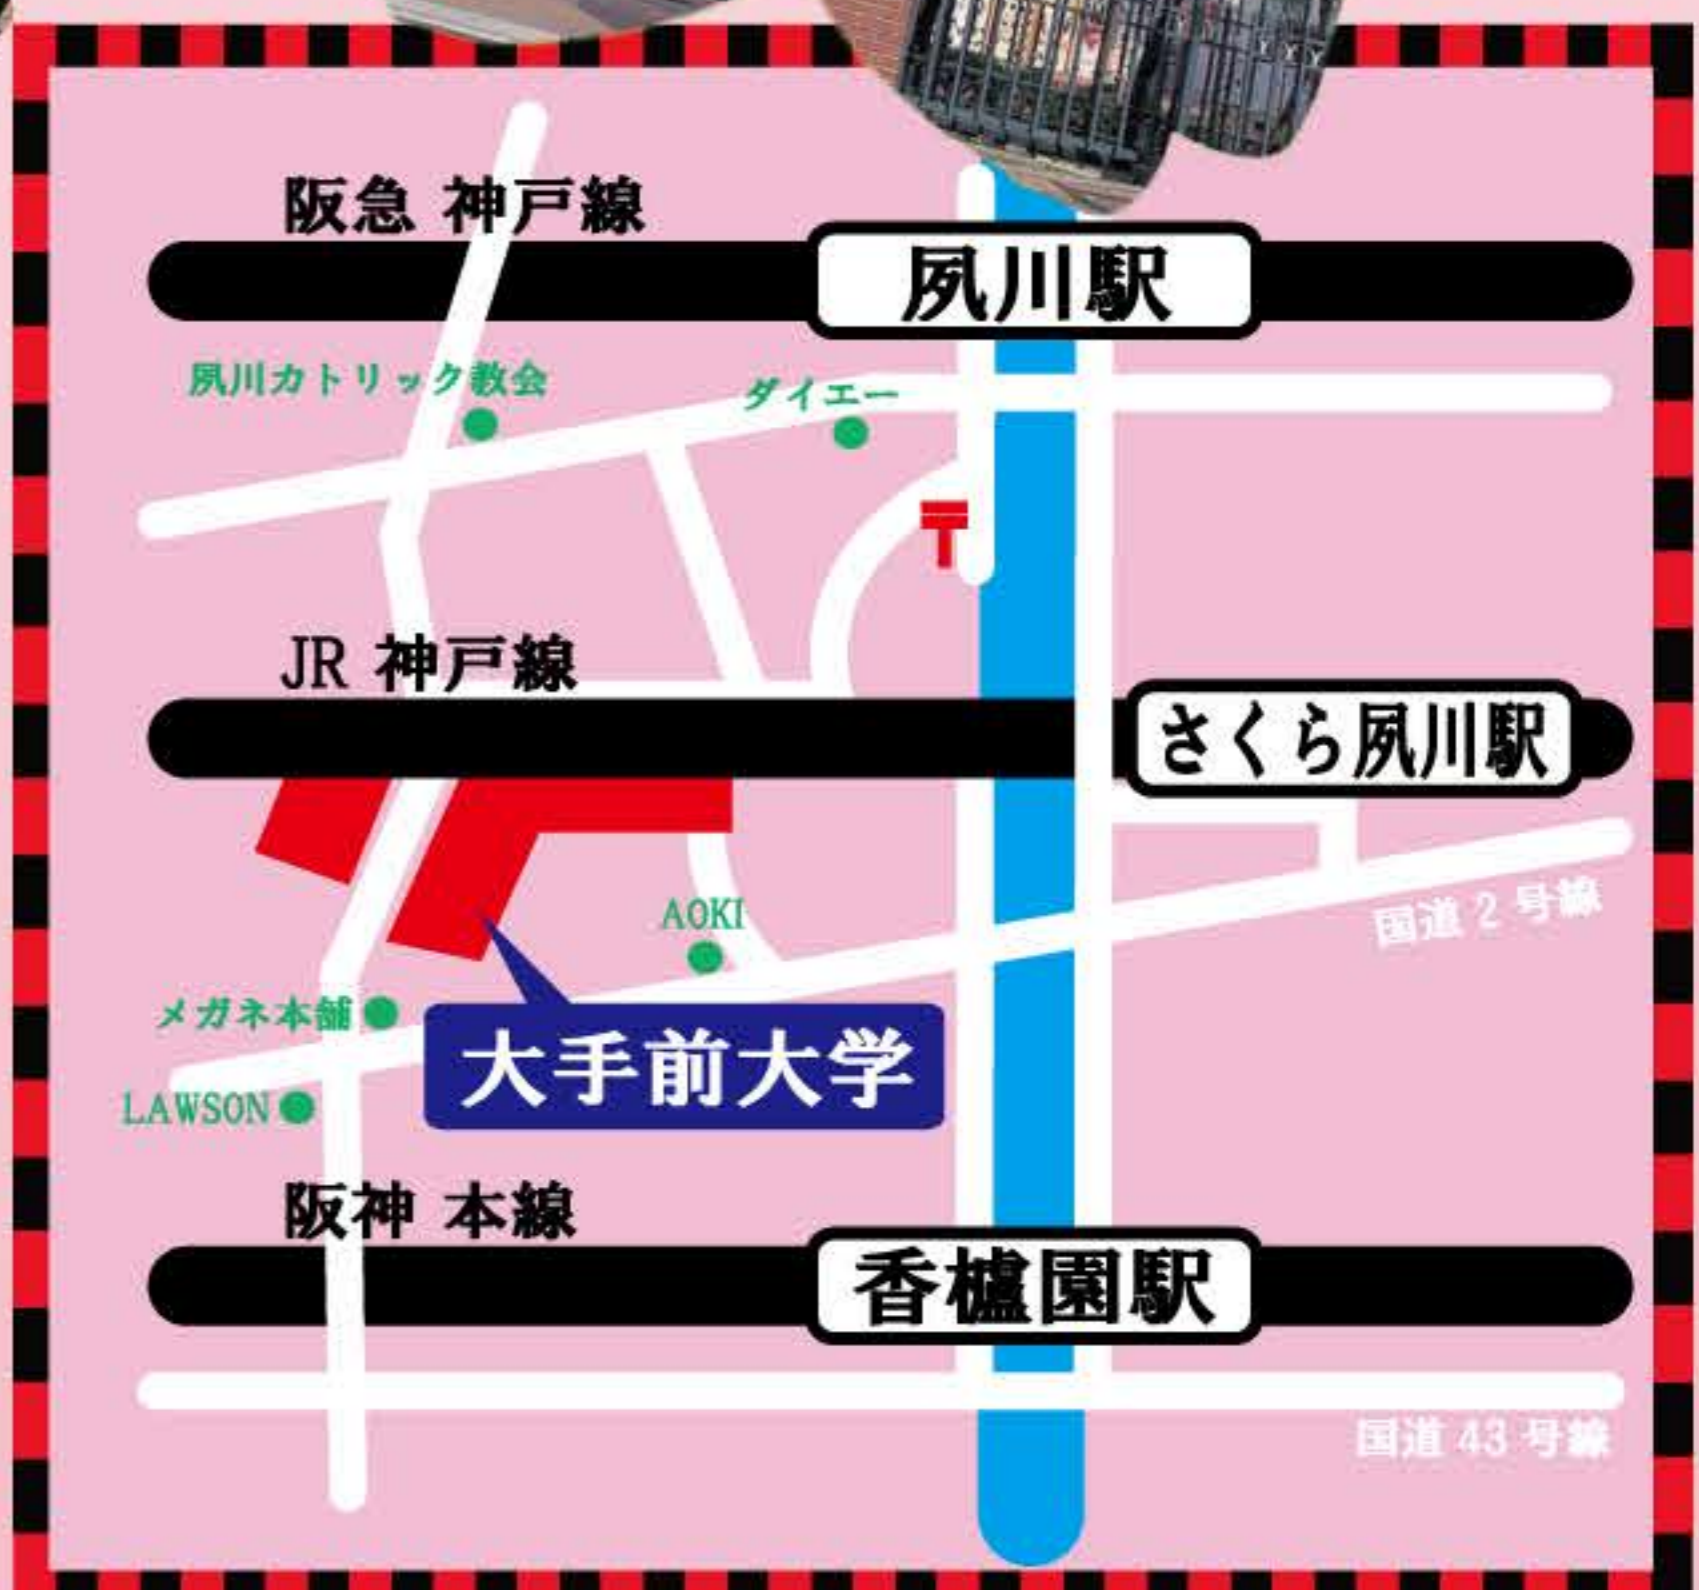 阪急 神戸線
夙川駅
夙川カトリック教会
ダイエー
〒
JR 神戸線
さくら夙川駅
国道 2 号線
AOKI
メガネ本舗
大手前大学
LAWSON
阪神 本線
香櫨園駅
国道 43 号線